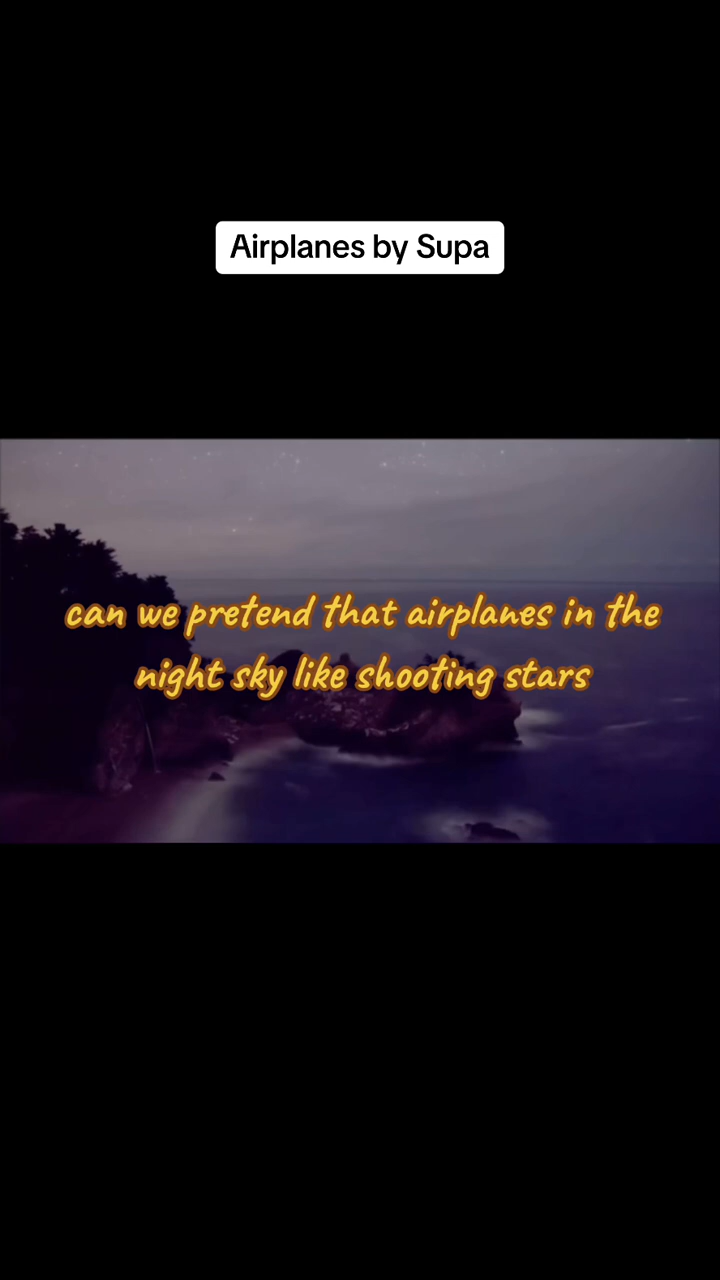 Airplanes by Supa
can we pretend that airplanes in the
night sky like shooting stars